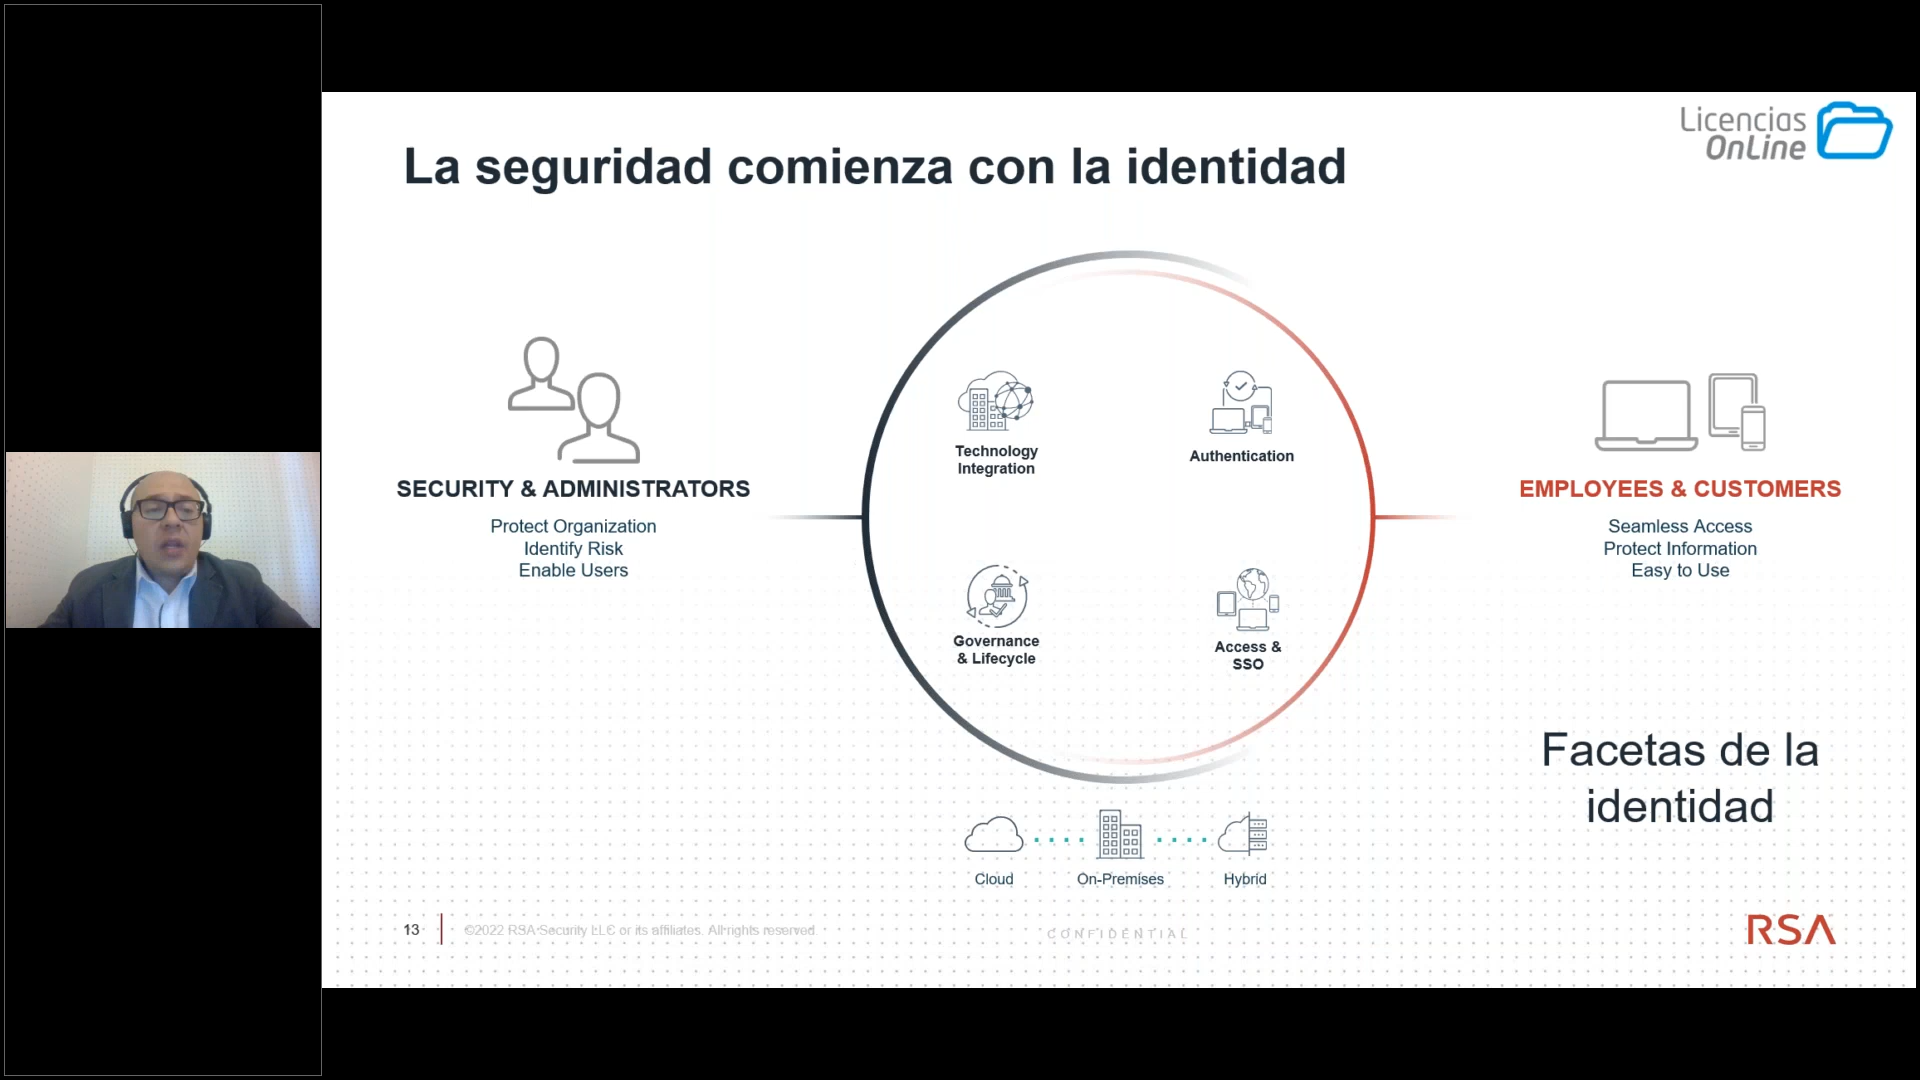 Licencias
OnLine
La seguridad comienza con la identidad
SECURITY & ADMINISTRATORS
Protect Organization
Identify Risk
Enable Users
Technology
Integration
Authentication
Governance
& Lifecycle
Access &
SSO
EMPLOYEES & CUSTOMERS
Seamless Access
Protect Information
Easy to Use
Facetas de la
identidad
Cloud
On-Premises
Hybrid
13
©2022 RSA Security LLC or its affiliates. All rights reserved.
CONFIDENTIAL
RSA